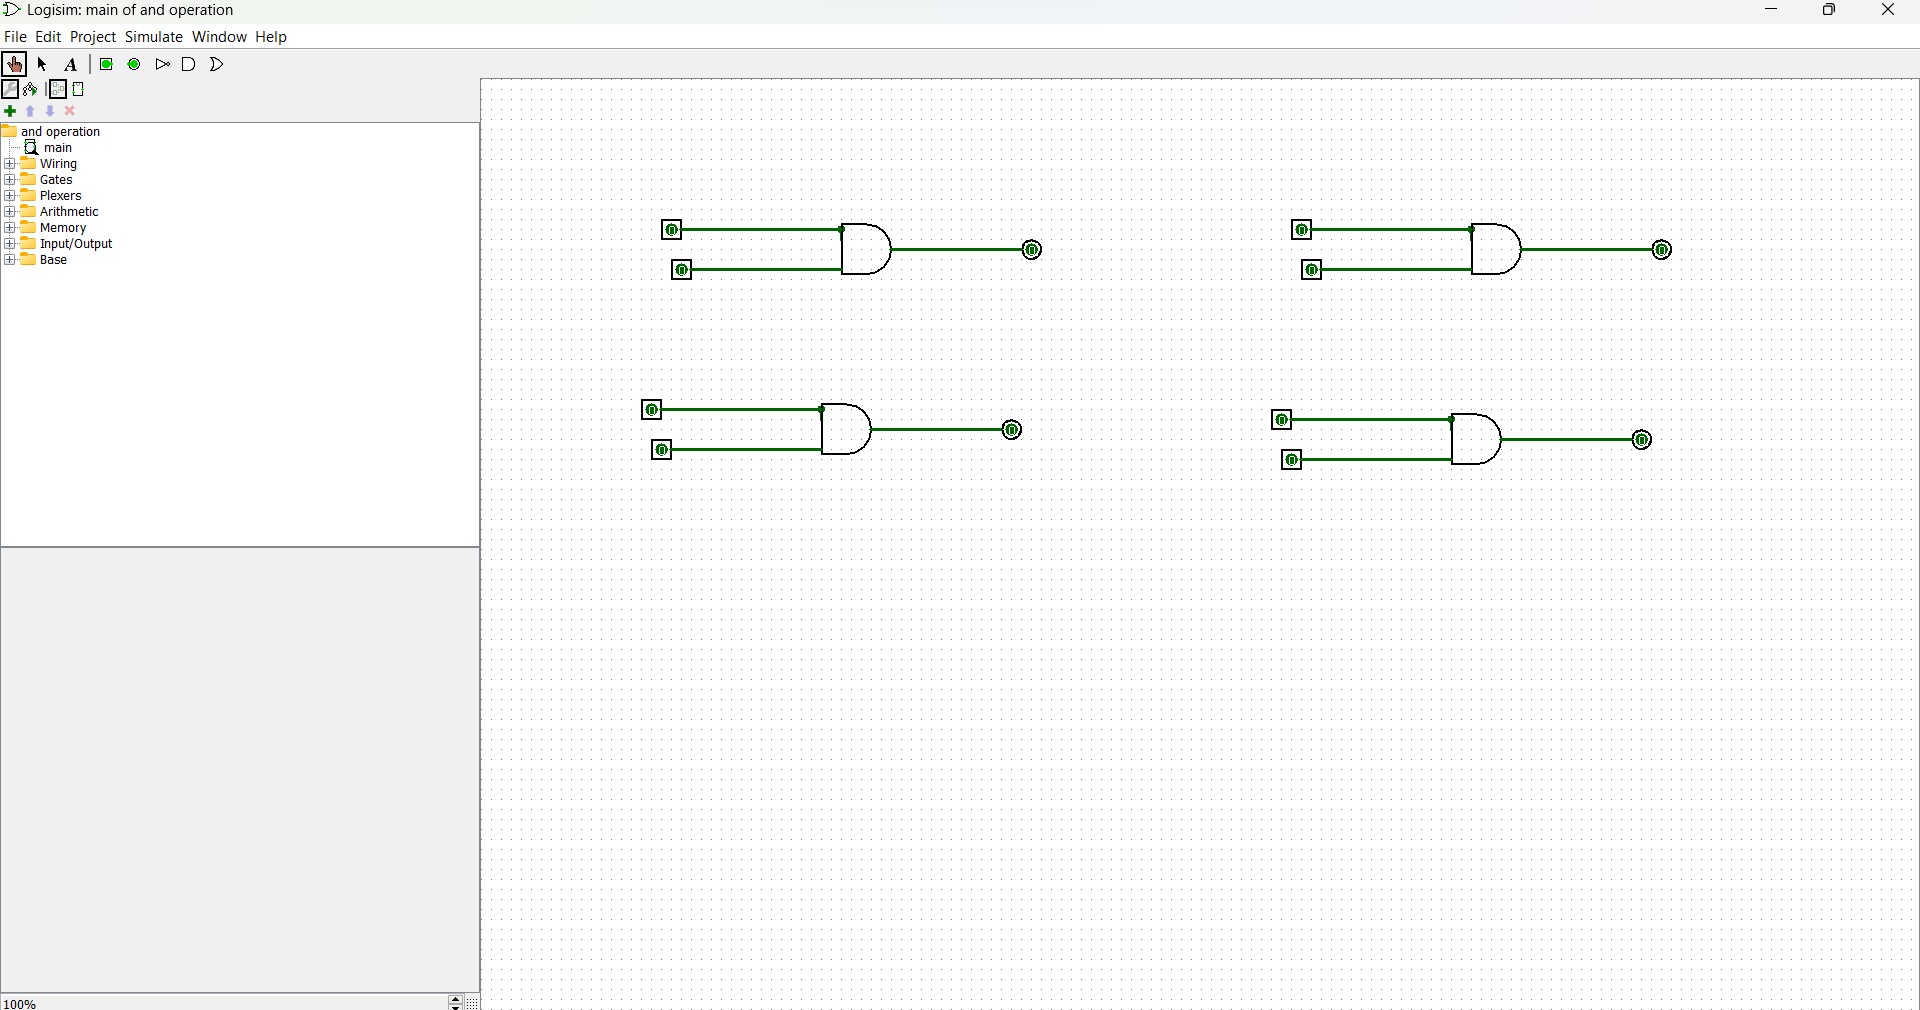 Logisim: main of and operation
File Edit Project Simulate Window Help
A
and operation
main
Wiring
Gates
Plexers
Arithmetic
Memory
Input/Output
Base
0 0
0 0
0 0
0 0
0 0
0 0
100%